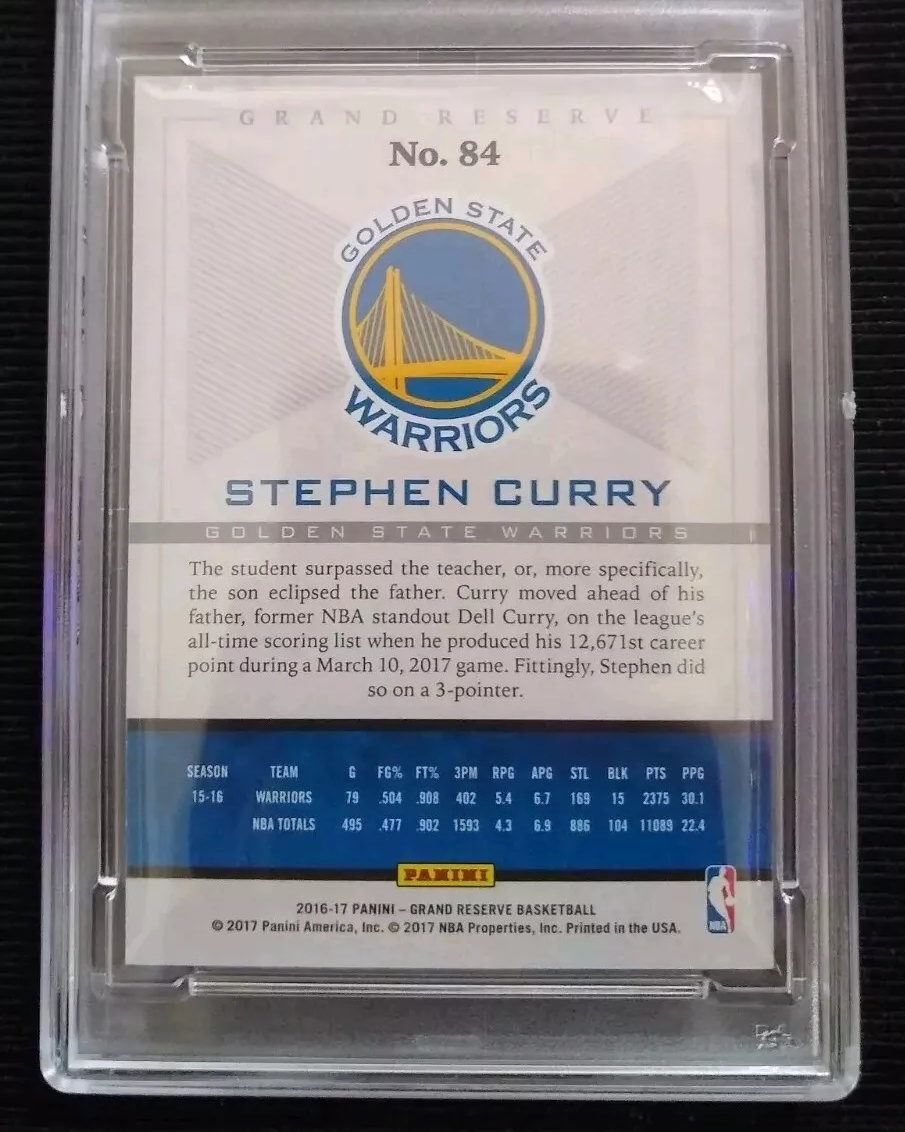 GRAND RESERVE
No. 84
GOLDEN STATE
WARRIORS
STEPHEN CURRY
GOLDEN STATE WARRIORS
The student surpassed the teacher, or, more specifically,
the son eclipsed the father. Curry moved ahead of his
father, former NBA standout Dell Curry, on the league's
all-time scoring list when he produced his 12,671st career
point during a March 10, 2017 game. Fittingly, Stephen did
so on a 3-pointer.
SEASON TEAM G FG% FT% 3PM RPG APG STL BLK PTS PPG
15-16 WARRIORS 79 .504 .908 402 5.4 6.7 169 15 2375 30.1
NBA TOTALS 495 .477 .902 1593 4.3 6.9 886 104 11089 22.4
PANINI
2016-17 PANINI – GRAND RESERVE BASKETBALL
© 2017 Panini America, Inc. © 2017 NBA Properties, Inc. Printed in the USA.
NBA